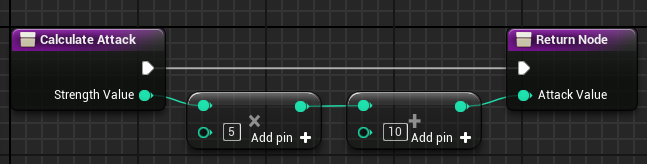 Calculate Attack
Strength Value
×
5
Add pin +
+
10
Add pin +
Return Node
Attack Value